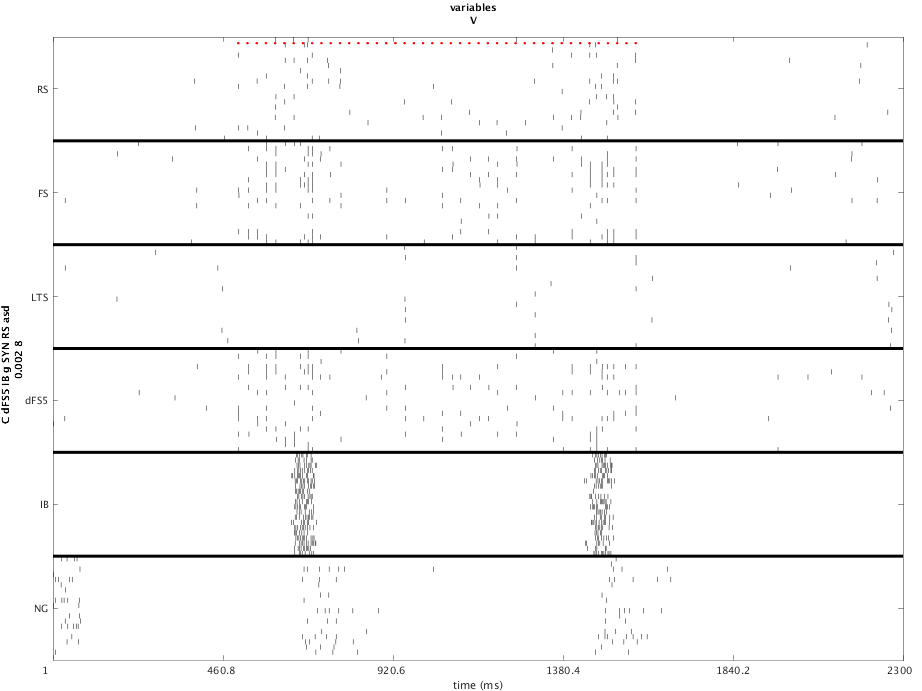 variables
V
RS
FS
LTS
dFS5
IB
NG
C dFS5 IB g SYN RS asd
0.002 8
1
460.8
920.6
1380.4
1840.2
2300
time (ms)